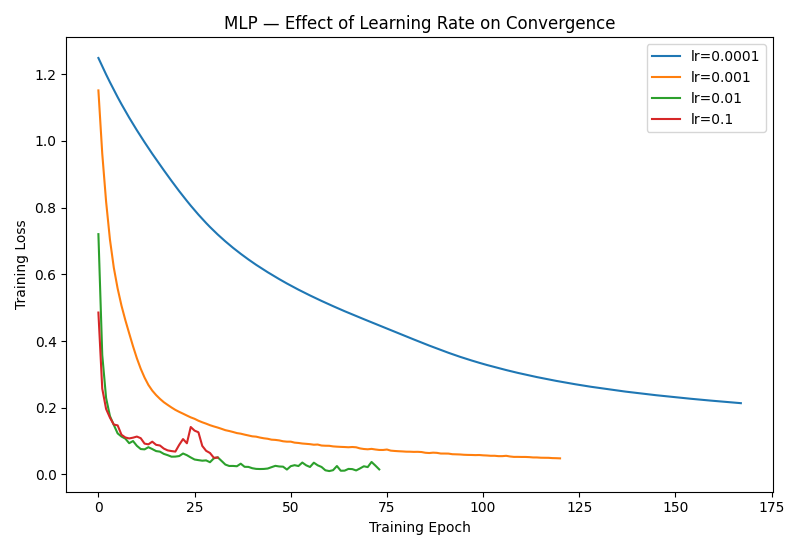 MLP — Effect of Learning Rate on Convergence
lr=0.0001
lr=0.001
lr=0.01
lr=0.1
Training Loss
1.2
1.0
0.8
0.6
0.4
0.2
0.0
0 25 50 75 100 125 150 175
Training Epoch